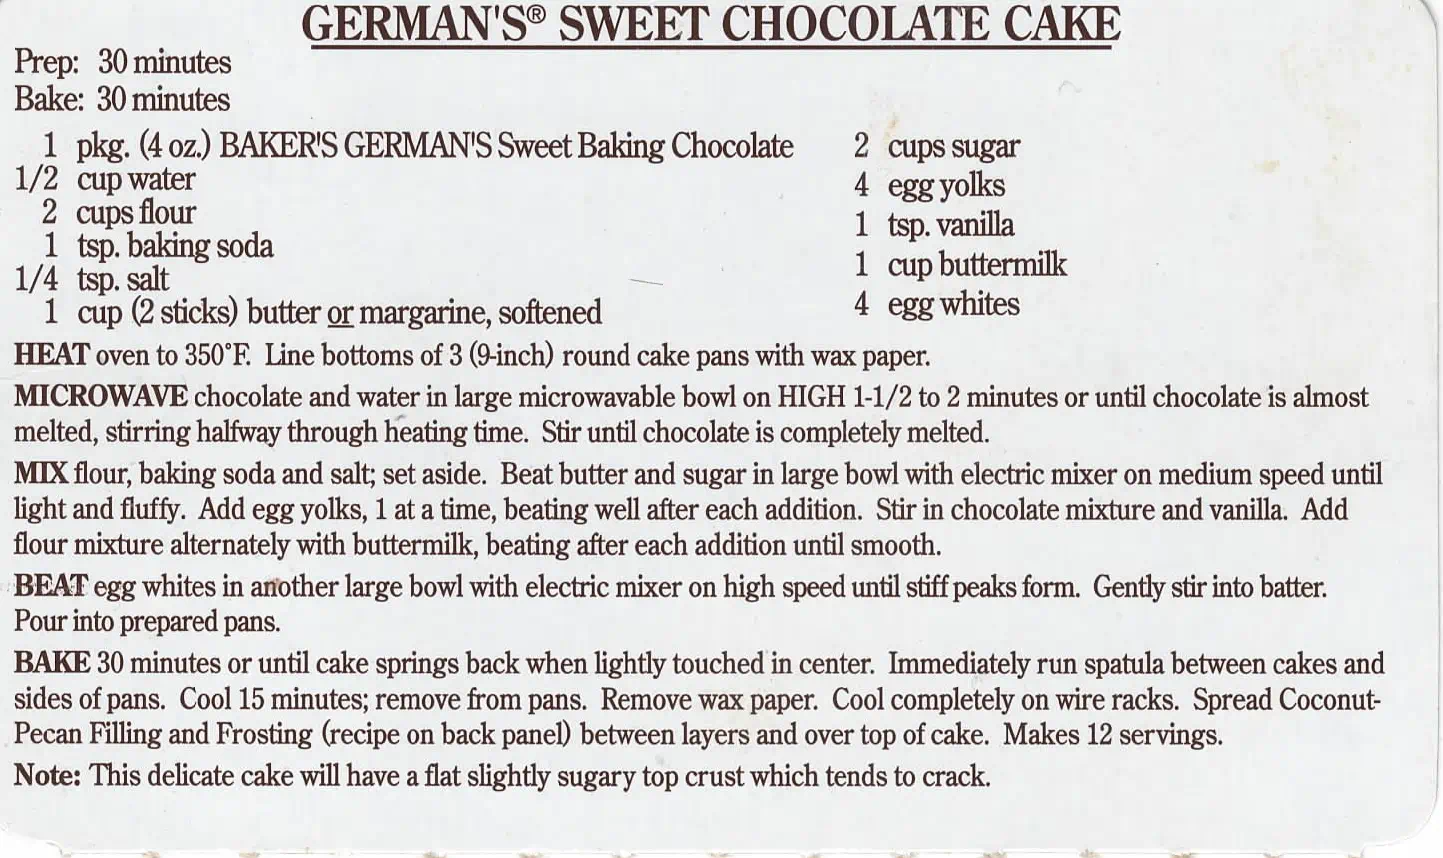 GERMAN'S® SWEET CHOCOLATE CAKE
Prep: 30 minutes
Bake: 30 minutes
1 pkg. (4 oz.) BAKER'S GERMAN'S Sweet Baking Chocolate
1/2 cup water
2 cups flour
1 tsp. baking soda
1/4 tsp. salt
1 cup (2 sticks) butter or margarine, softened
2 cups sugar
4 egg yolks
1 tsp. vanilla
1 cup buttermilk
4 egg whites
HEAT oven to 350°F. Line bottoms of 3 (9-inch) round cake pans with wax paper.
MICROWAVE chocolate and water in large microwavable bowl on HIGH 1-1/2 to 2 minutes or until chocolate is almost
melted, stirring halfway through heating time. Stir until chocolate is completely melted.
MIX flour, baking soda and salt; set aside. Beat butter and sugar in large bowl with electric mixer on medium speed until
light and fluffy. Add egg yolks, 1 at a time, beating well after each addition. Stir in chocolate mixture and vanilla. Add
flour mixture alternately with buttermilk, beating after each addition until smooth.
BEAT egg whites in another large bowl with electric mixer on high speed until stiff peaks form. Gently stir into batter.
Pour into prepared pans.
BAKE 30 minutes or until cake springs back when lightly touched in center. Immediately run spatula between cakes and
sides of pans. Cool 15 minutes; remove from pans. Remove wax paper. Cool completely on wire racks. Spread Coconut-
Pecan Filling and Frosting (recipe on back panel) between layers and over top of cake. Makes 12 servings.
Note: This delicate cake will have a flat slightly sugary top crust which tends to crack.